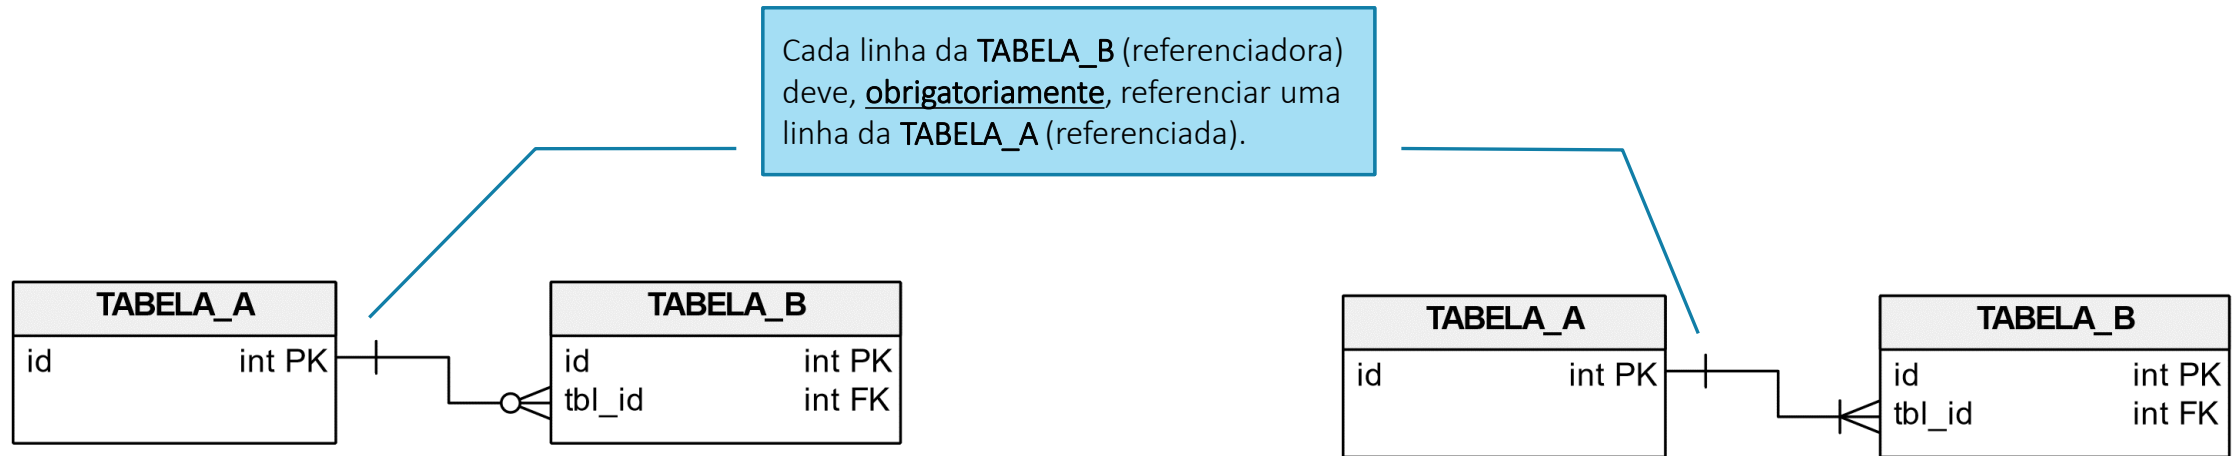 Cada linha da TABELA_B (referenciadora)
deve, obrigatoriamente, referenciar uma
linha da TABELA_A (referenciada).
TABELA_A
id int PK
TABELA_B
id int PK
tbl_id int FK
TABELA_A
id int PK
TABELA_B
id int PK
tbl_id int FK